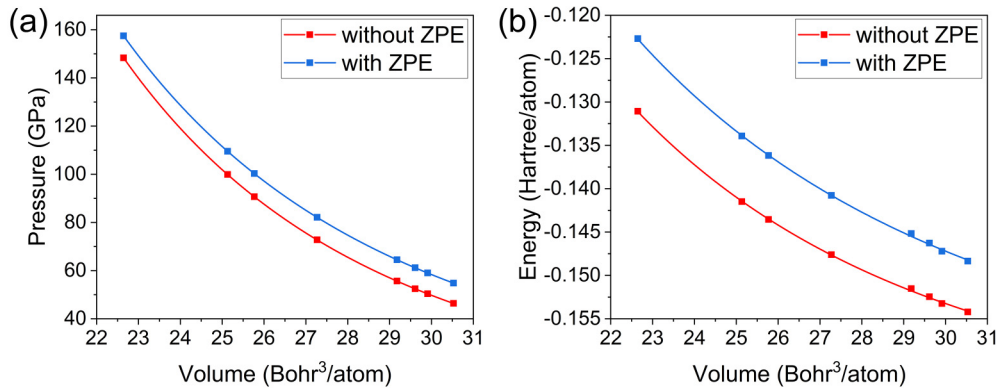 (a)
without ZPE
with ZPE
Pressure (GPa)
160
140
120
100
80
60
40
22 23 24 25 26 27 28 29 30 31
Volume (Bohr³/atom)
(b)
without ZPE
with ZPE
Energy (Hartree/atom)
-0.120
-0.125
-0.130
-0.135
-0.140
-0.145
-0.150
-0.155
22 23 24 25 26 27 28 29 30 31
Volume (Bohr³/atom)